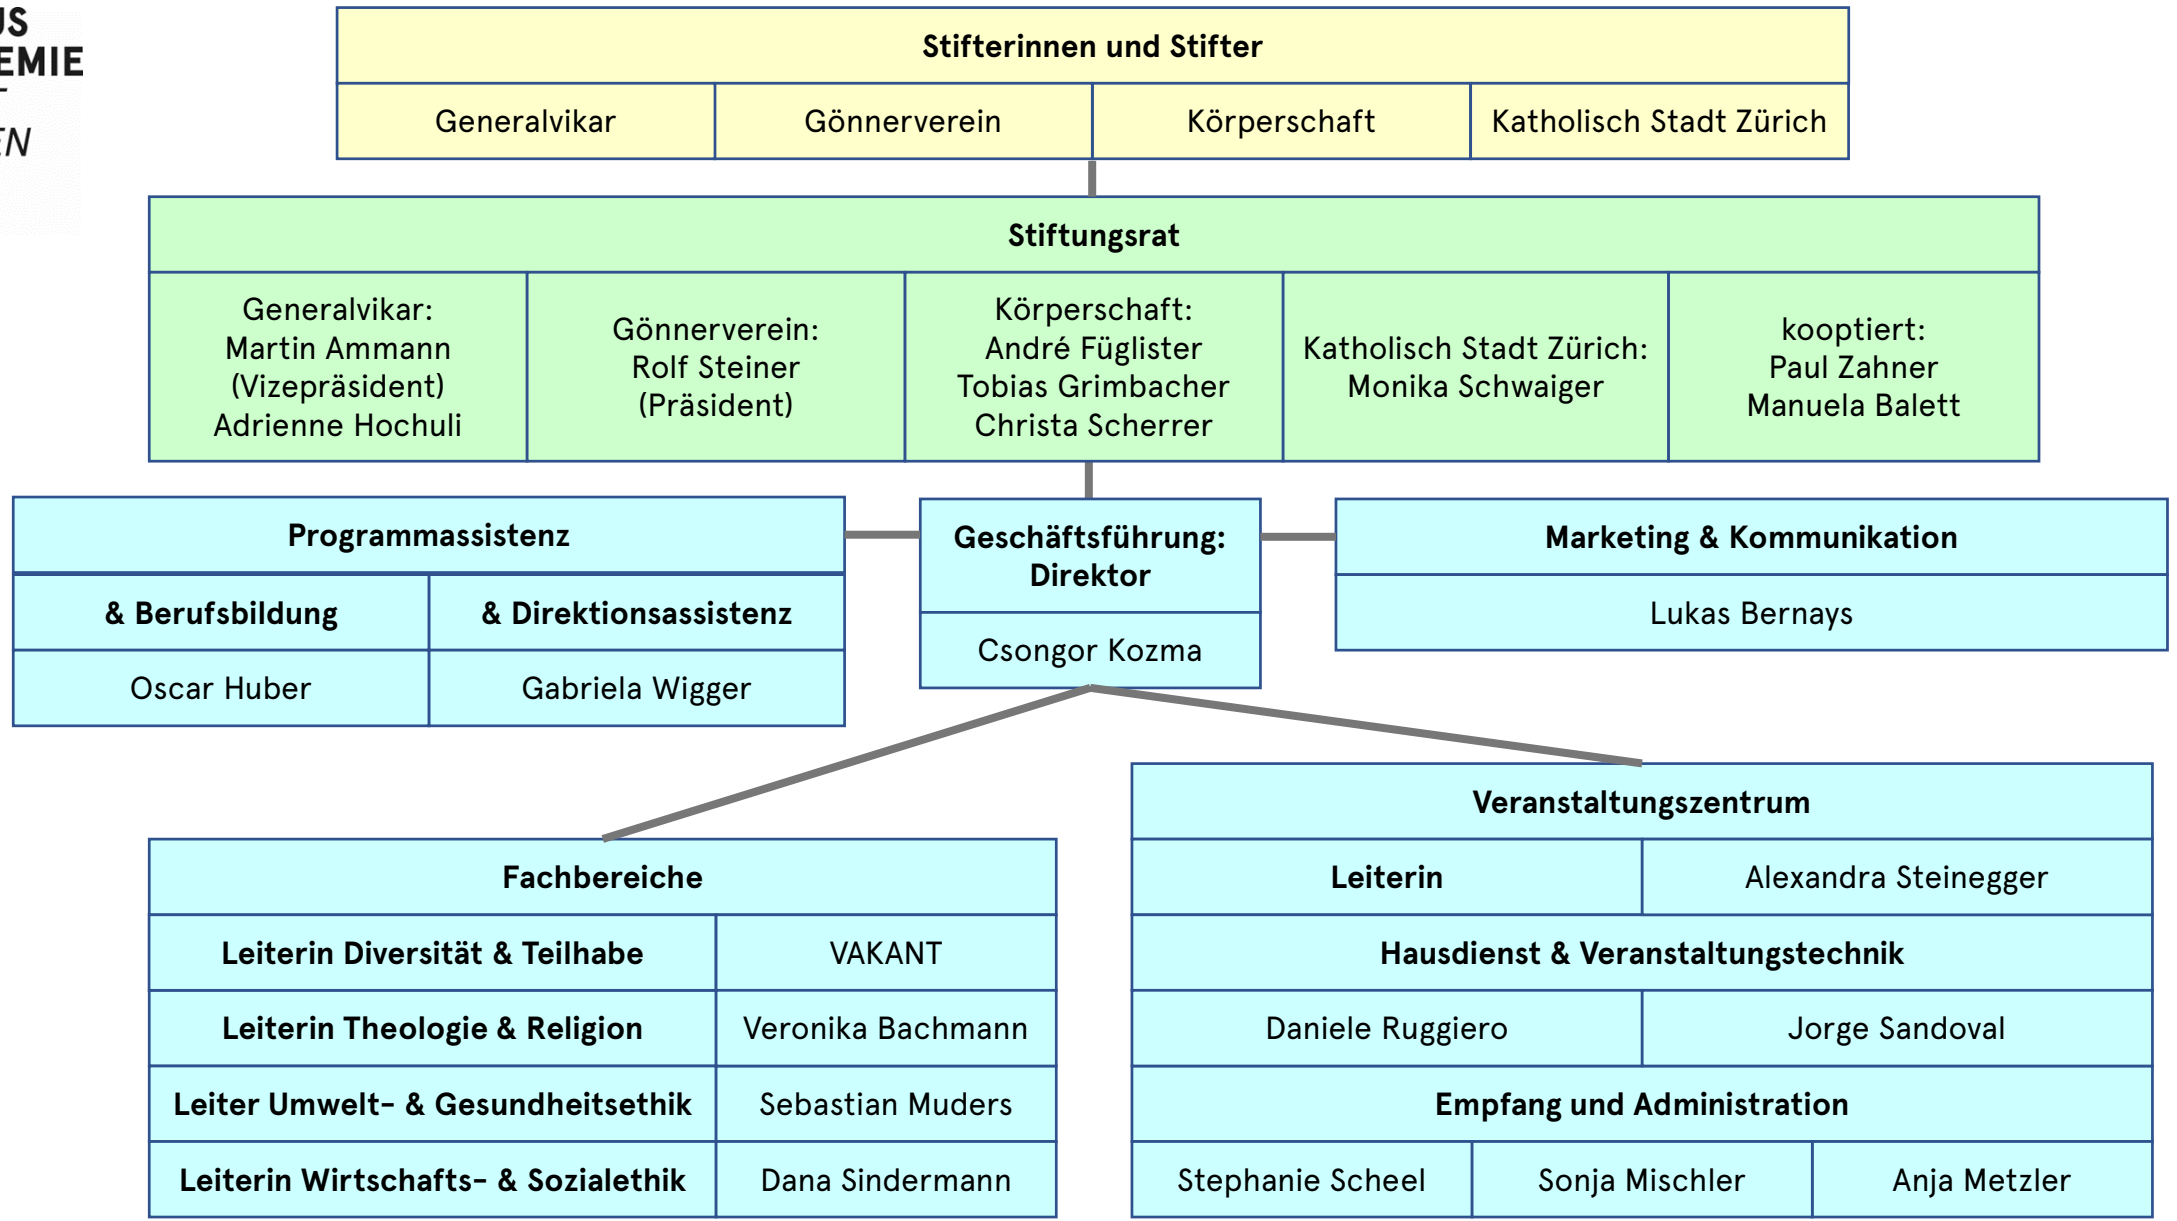 US
EMIE
EN
Stifterinnen und Stifter
Generalvikar
Gönnerverein
Körperschaft
Katholisch Stadt Zürich
Stiftungsrat
Generalvikar:
Martin Ammann
(Vizepräsident)
Adrienne Hochuli
Gönnerverein:
Rolf Steiner
(Präsident)
Körperschaft:
André Füglister
Tobias Grimbacher
Christa Scherrer
Katholisch Stadt Zürich:
Monika Schwaiger
kooptiert:
Paul Zahner
Manuela Balett
Programmassistenz
& Berufsbildung
& Direktionsassistenz
Oscar Huber
Gabriela Wigger
Geschäftsführung:
Direktor
Csongor Kozma
Marketing & Kommunikation
Lukas Bernays
Fachbereiche
Leiterin Diversität & Teilhabe
VAKANT
Leiterin Theologie & Religion
Veronika Bachmann
Leiter Umwelt- & Gesundheitsethik
Sebastian Muders
Leiterin Wirtschafts- & Sozialethik
Dana Sindermann
Veranstaltungszentrum
Leiterin
Alexandra Steinegger
Hausdienst & Veranstaltungstechnik
Daniele Ruggiero
Jorge Sandoval
Empfang und Administration
Stephanie Scheel
Sonja Mischler
Anja Metzler